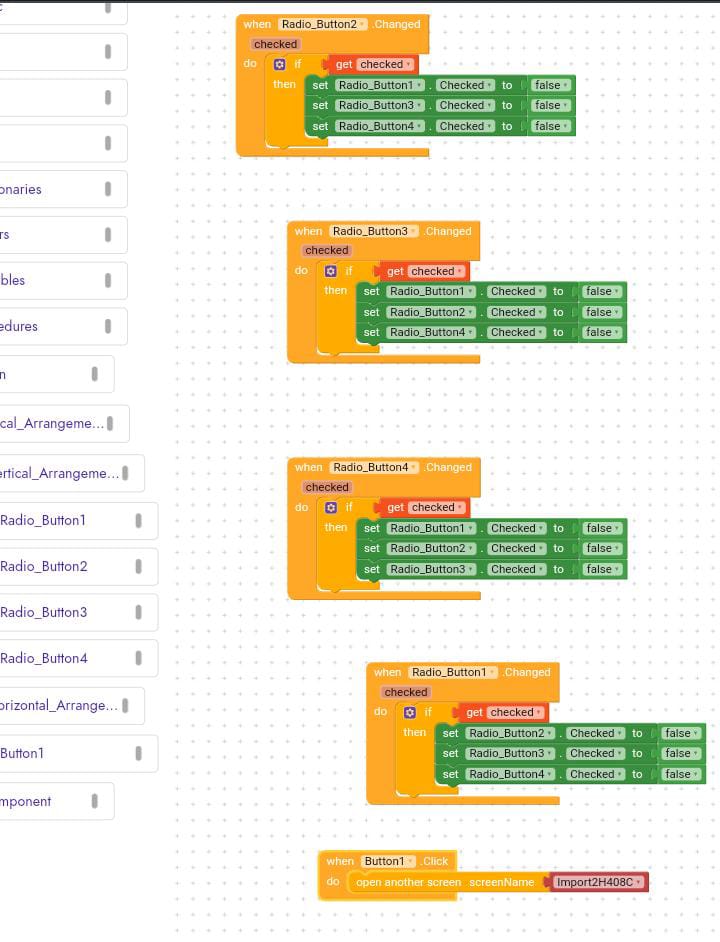 c
when Radio_Button2 .Changed
checked
do if get checked
then set Radio_Button1 . Checked to false
set Radio_Button3 . Checked to false
set Radio_Button4 . Checked to false
onaries
rs
bles
edures
n
cal_Arrangeme...
ertical_Arrangeme...
Radio_Button1
Radio_Button2
Radio_Button3
Radio_Button4
orizontal_Arrange...
Button1
mponent
when Radio_Button3 .Changed
checked
do if get checked
then set Radio_Button1 . Checked to false
set Radio_Button2 . Checked to false
set Radio_Button4 . Checked to false
when Radio_Button4 .Changed
checked
do if get checked
then set Radio_Button1 . Checked to false
set Radio_Button2 . Checked to false
set Radio_Button3 . Checked to false
when Radio_Button1 .Changed
checked
do if get checked
then set Radio_Button2 . Checked to false
set Radio_Button3 . Checked to false
set Radio_Button4 . Checked to false
when Button1 .Click
do open another screen screenName Import2H408C